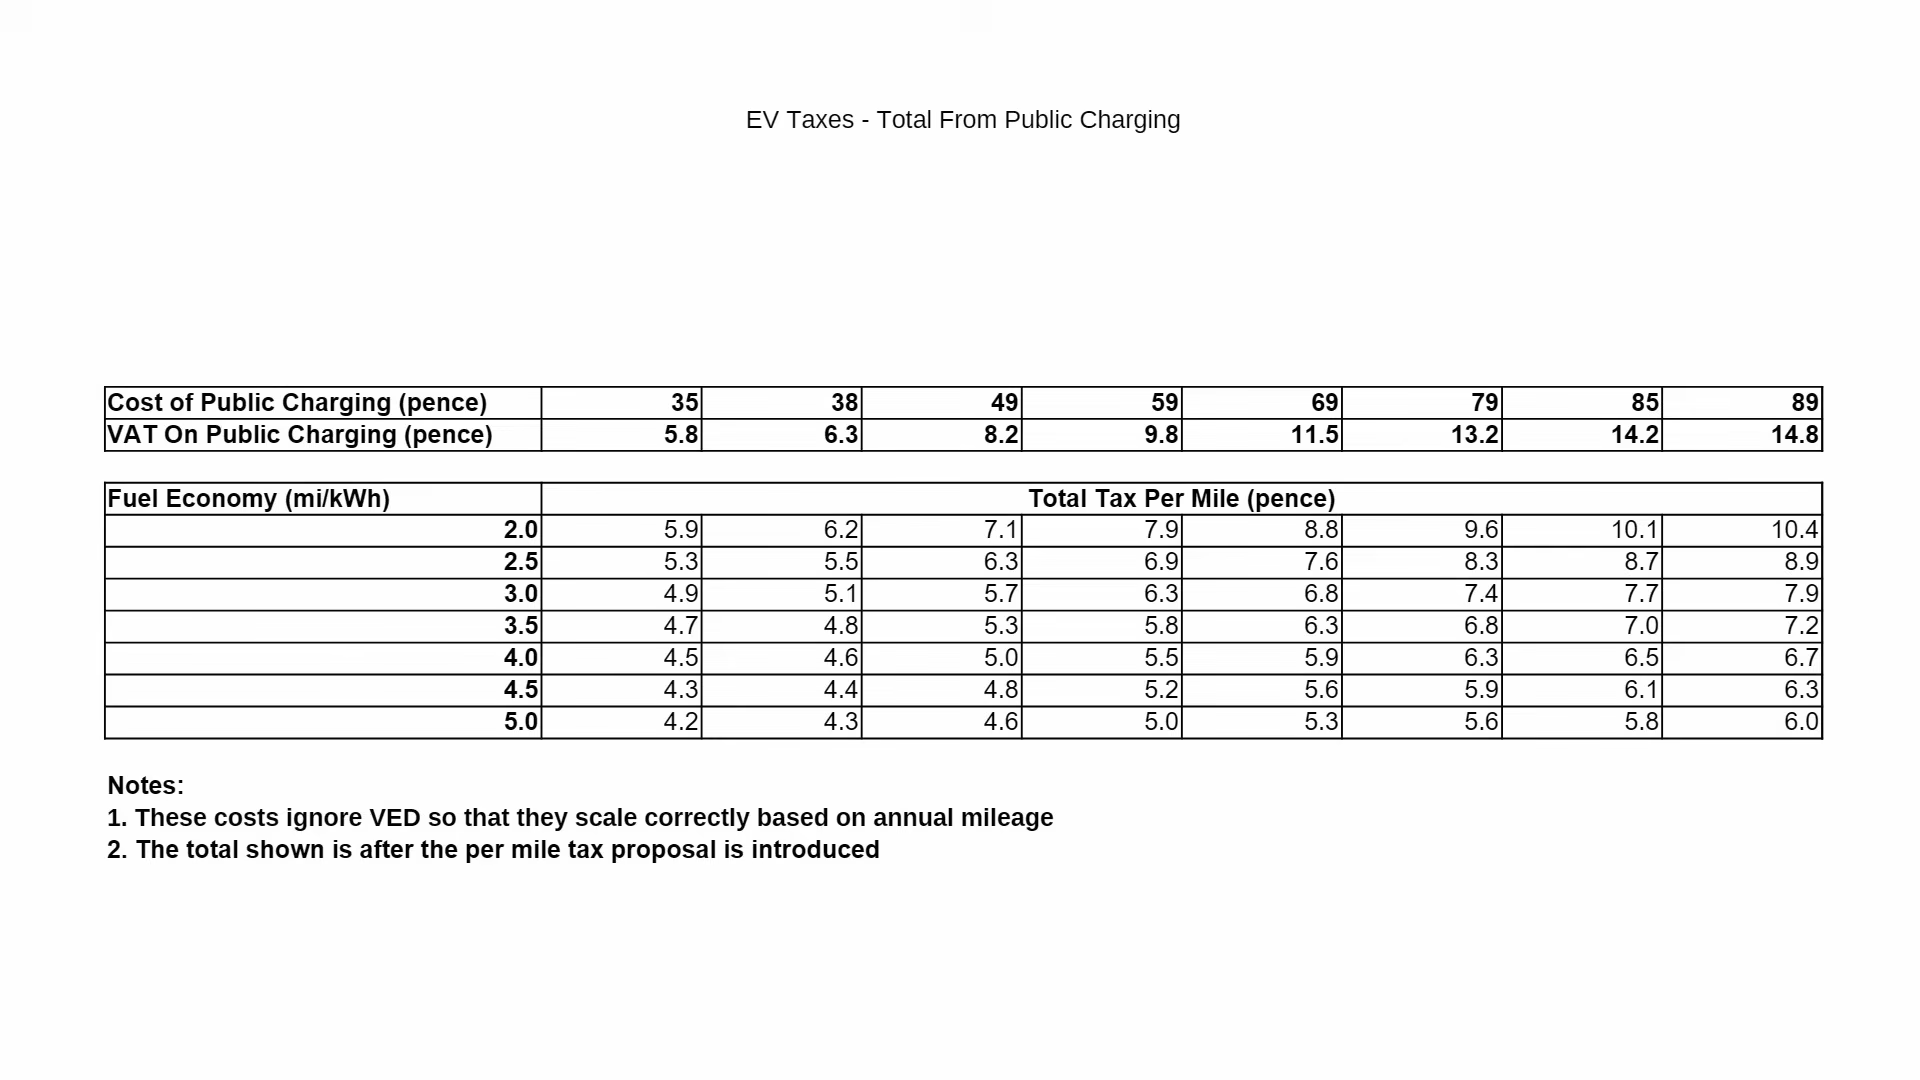 EV Taxes - Total From Public Charging
Cost of Public Charging (pence) 35 38 49 59 69 79 85 89
VAT On Public Charging (pence) 5.8 6.3 8.2 9.8 11.5 13.2 14.2 14.8
Fuel Economy (mi/kWh) Total Tax Per Mile (pence)
2.0 5.9 6.2 7.1 7.9 8.8 9.6 10.1 10.4
2.5 5.3 5.5 6.3 6.9 7.6 8.3 8.7 8.9
3.0 4.9 5.1 5.7 6.3 6.8 7.4 7.7 7.9
3.5 4.7 4.8 5.3 5.8 6.3 6.8 7.0 7.2
4.0 4.5 4.6 5.0 5.5 5.9 6.3 6.5 6.7
4.5 4.3 4.4 4.8 5.2 5.6 5.9 6.1 6.3
5.0 4.2 4.3 4.6 5.0 5.3 5.6 5.8 6.0
Notes:
1. These costs ignore VED so that they scale correctly based on annual mileage
2. The total shown is after the per mile tax proposal is introduced